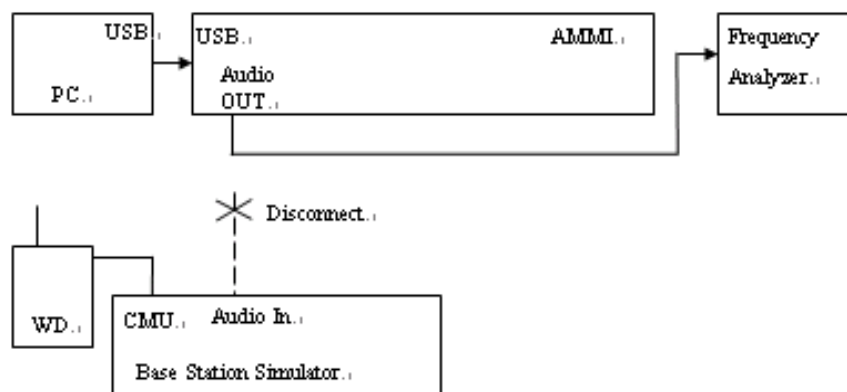 USB
PC
USB
Audio
OUT
AMMI
Frequency
Analyzer
Disconnect
WD
CMU
Audio In
Base Station Simulator